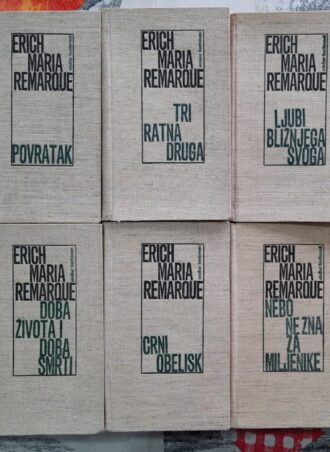 ERICH
MARIA
REMARQUE
POVRATAK
ERICH
MARIA
REMARQUE
TRI
RATNA
DRUGA
ERICH
MARIA
REMARQUE
LJUBI
BLIŽNJEGA
SVOGA
ERICH
MARIA
REMARQUE
DOBA
ŽIVOTA I
DOBA
SMRTI
ERICH
MARIA
REMARQUE
CRNI
OBELISK
ERICH
MARIA
REMARQUE
NEBO
NE ZNA
ZA
MILJENIKE